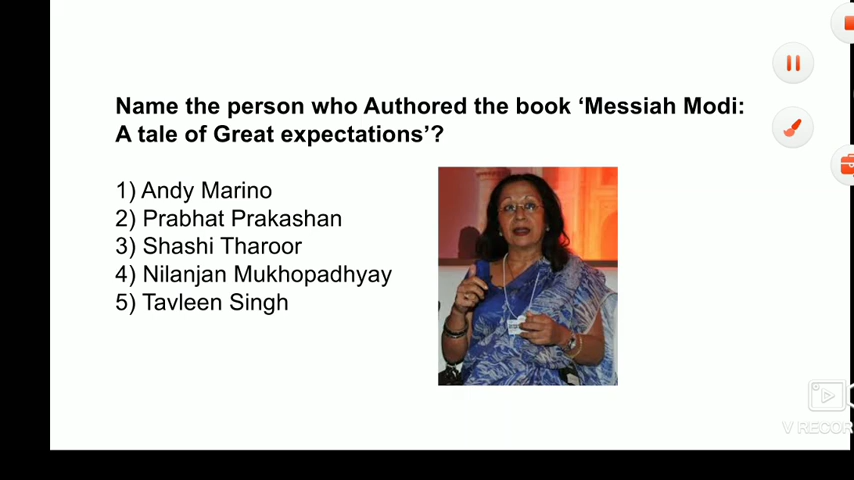 Name the person who Authored the book ‘Messiah Modi:
A tale of Great expectations’?
1) Andy Marino
2) Prabhat Prakashan
3) Shashi Tharoor
4) Nilanjan Mukhopadhyay
5) Tavleen Singh
V RECOR